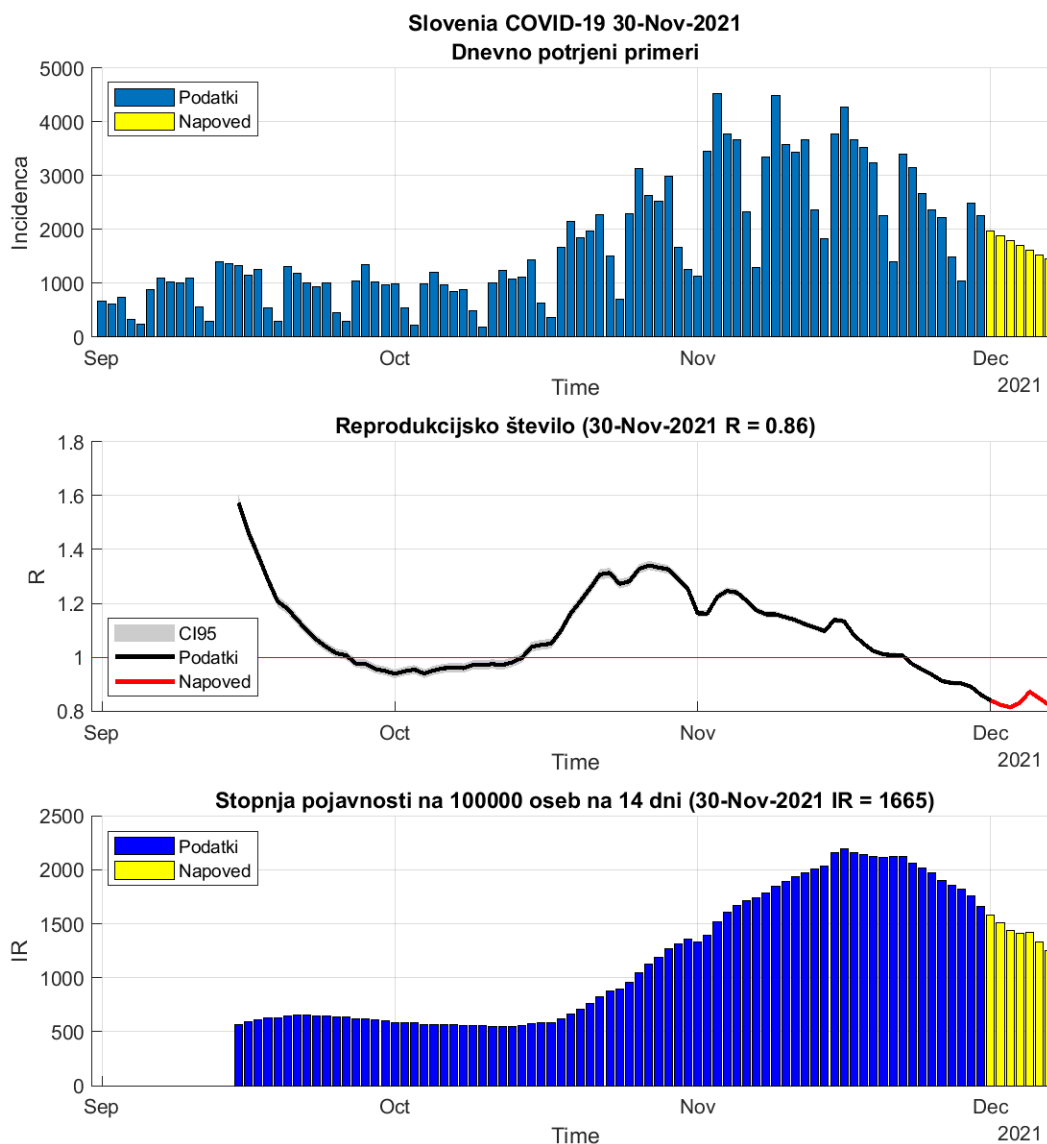 Slovenia COVID-19 30-Nov-2021
Dnevno potrjeni primeri
5000
4000
3000
2000
1000
0
Incidenca
Podatki
Napoved
Sep
Oct
Nov
Dec
Time
2021
Reprodukcijsko število (30-Nov-2021 R = 0.86)
1.8
1.6
1.4
1.2
1
0.8
R
CI95
Podatki
Napoved
Sep
Oct
Nov
Dec
Time
2021
Stopnja pojavnosti na 100000 oseb na 14 dni (30-Nov-2021 IR = 1665)
2500
2000
1500
1000
500
0
IR
Podatki
Napoved
Sep
Oct
Nov
Dec
Time
2021